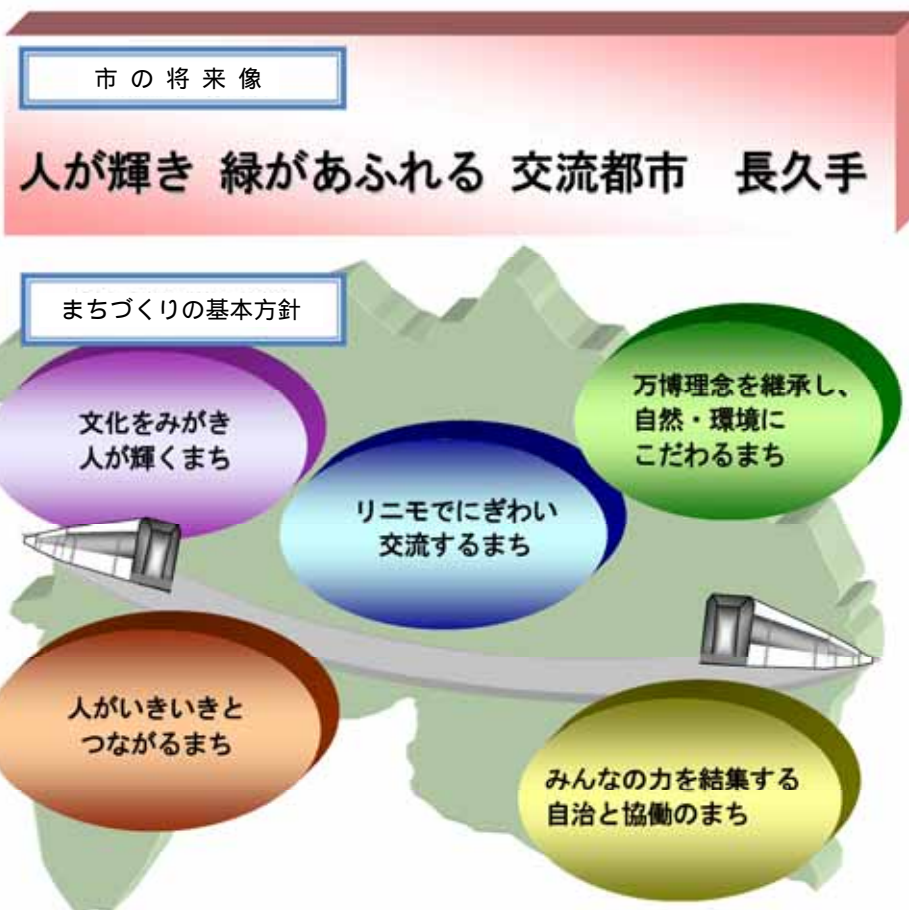 市の将来像
人が輝き 緑があふれる 交流都市　長久手
まちづくりの基本方針
文化をみがき
人が輝くまち
万博理念を継承し、
自然・環境に
こだわるまち
リニモでにぎわい
交流するまち
人がいきいきと
つながるまち
みんなの力を結集する
自治と協働のまち